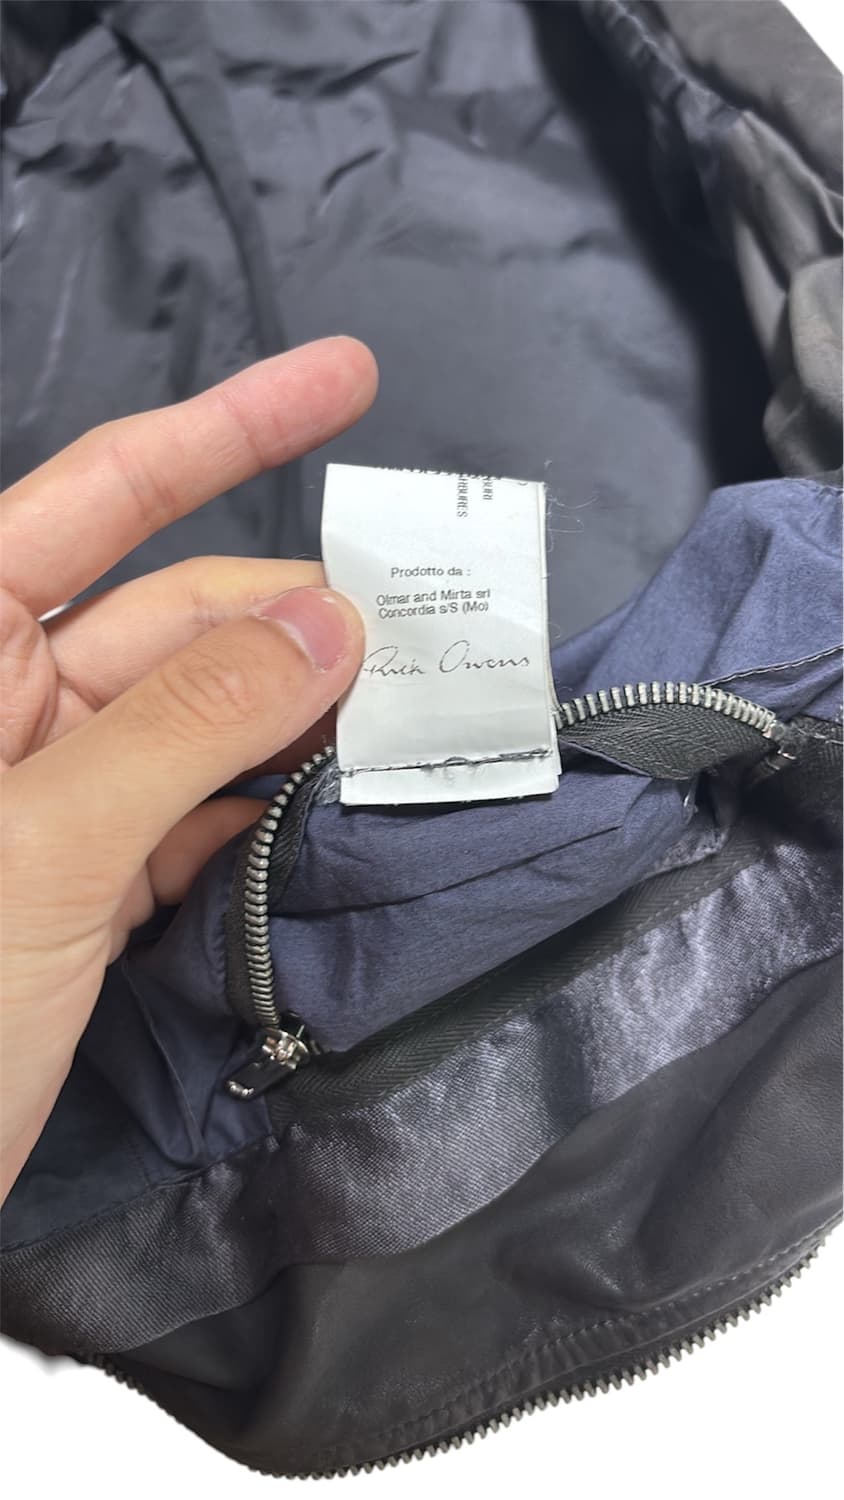 Prodotto da :
Olmar and Mirta srl
Concordia s/S (Mo)
Rick Owens